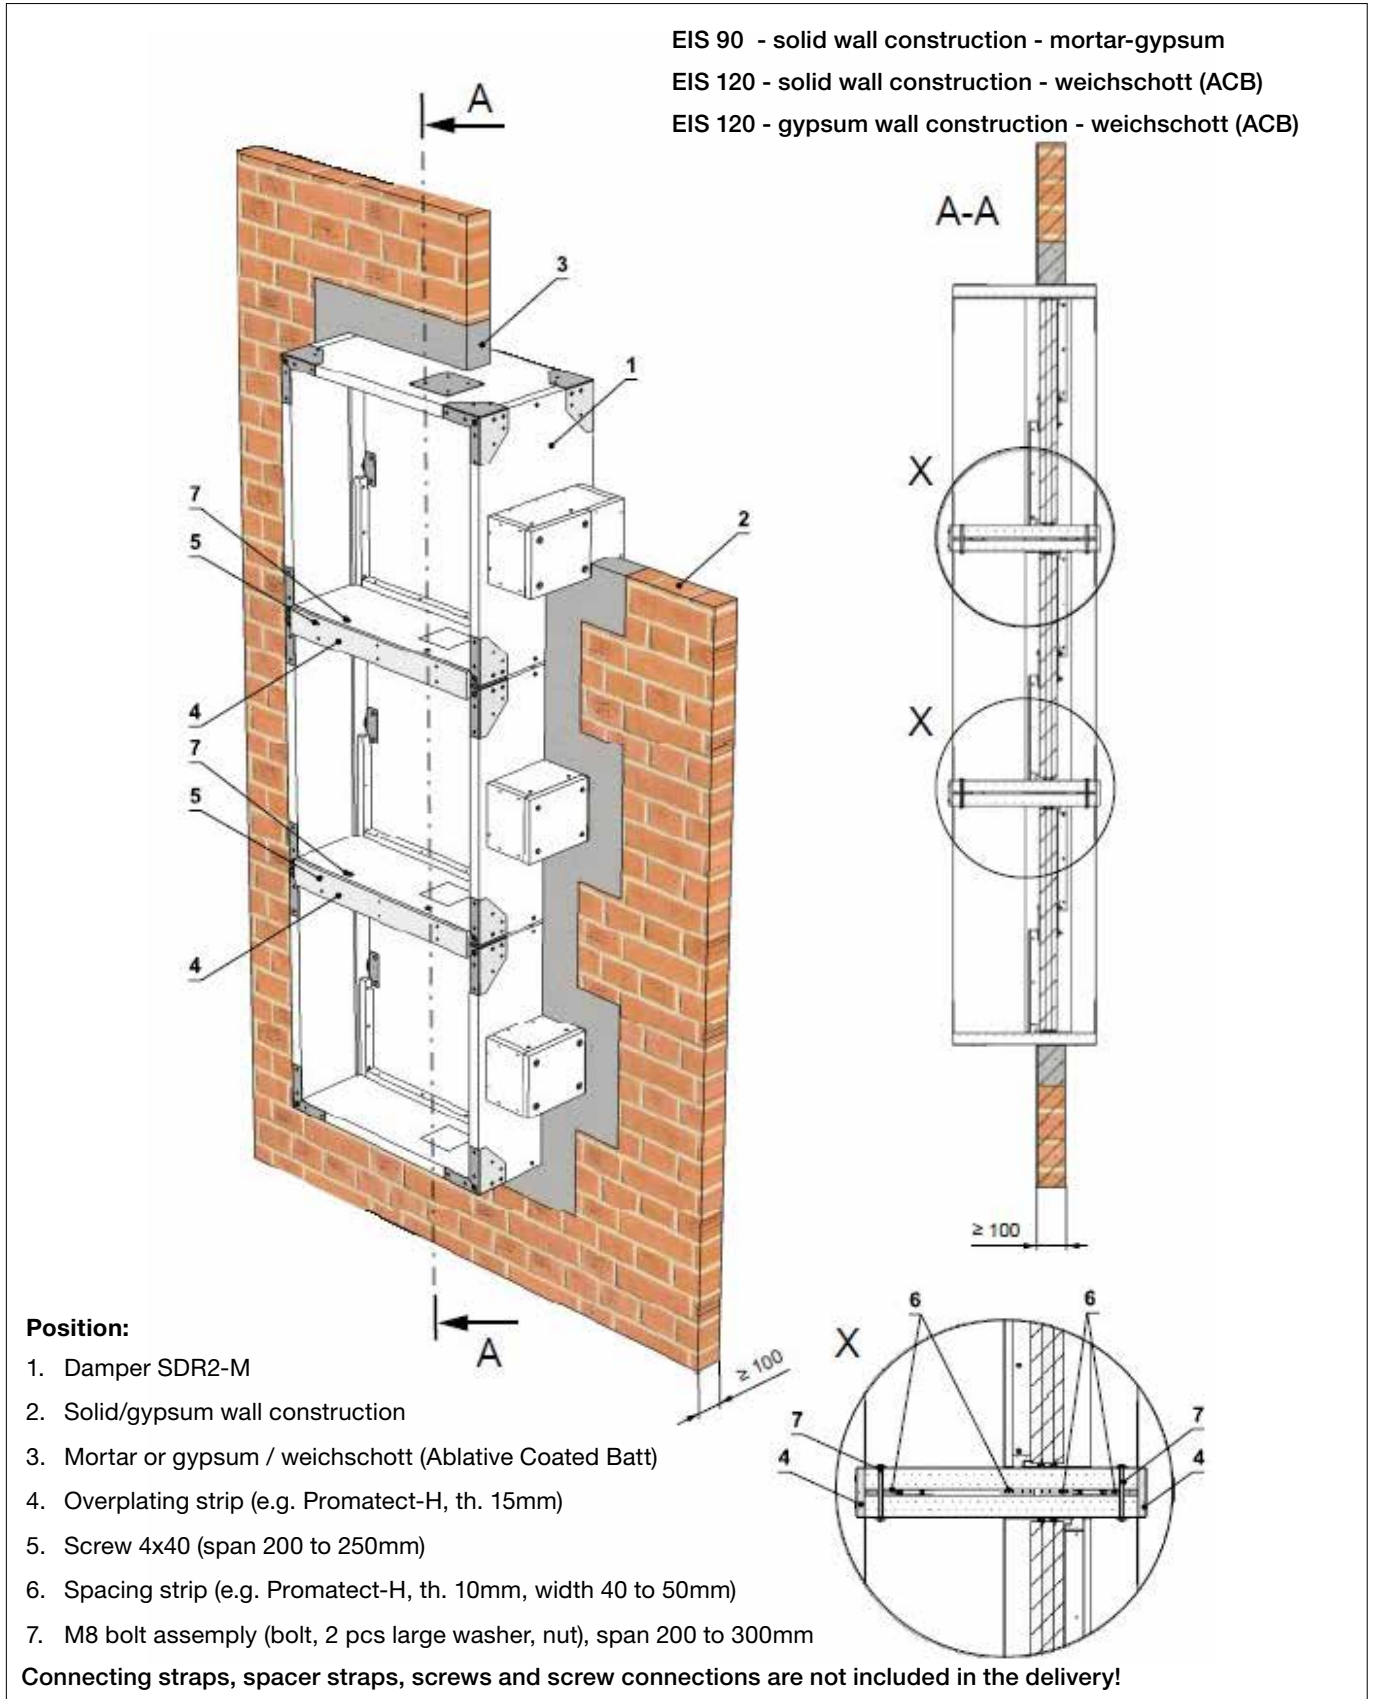 EIS 90 - solid wall construction - mortar-gypsum
EIS 120 - solid wall construction - weichschott (ACB)
EIS 120 - gypsum wall construction - weichschott (ACB)
A
A-A
3
1
X
7
2
5
4
X
7
5
4
≥ 100
A
≥ 100
6
6
X
7
7
4
4
Position:
1. Damper SDR2-M
2. Solid/gypsum wall construction
3. Mortar or gypsum / weichschott (Ablative Coated Batt)
4. Overplating strip (e.g. Promatect-H, th. 15mm)
5. Screw 4x40 (span 200 to 250mm)
6. Spacing strip (e.g. Promatect-H, th. 10mm, width 40 to 50mm)
7. M8 bolt assemply (bolt, 2 pcs large washer, nut), span 200 to 300mm
Connecting straps, spacer straps, screws and screw connections are not included in the delivery!